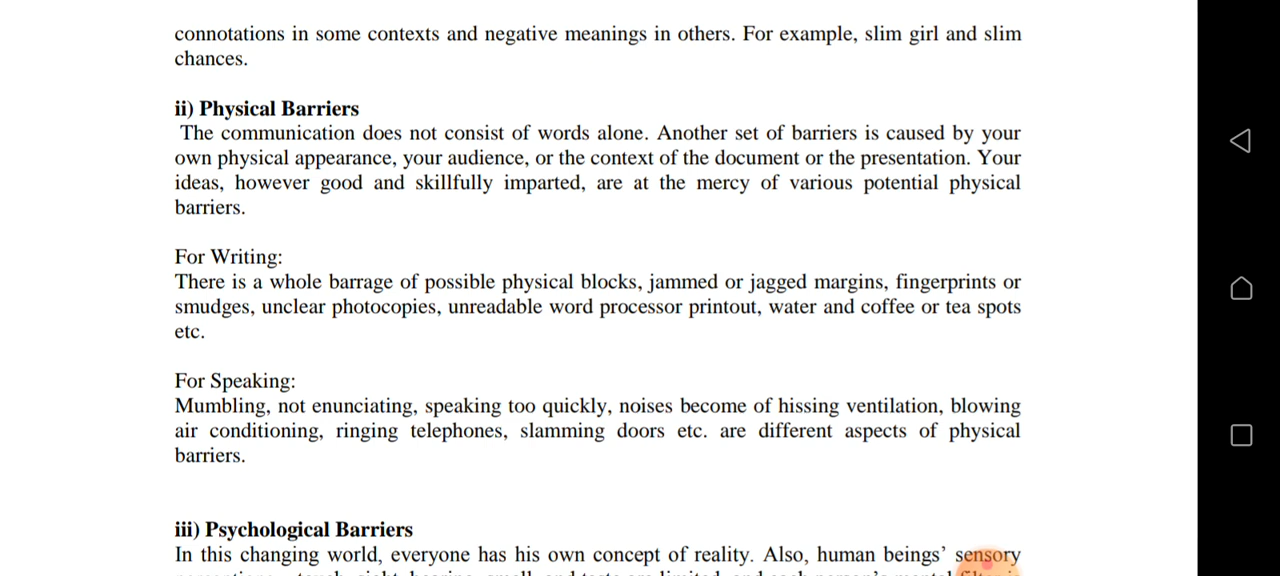 connotations in some contexts and negative meanings in others. For example, slim girl and slim
chances.
ii) Physical Barriers
The communication does not consist of words alone. Another set of barriers is caused by your
own physical appearance, your audience, or the context of the document or the presentation. Your
ideas, however good and skillfully imparted, are at the mercy of various potential physical
barriers.
For Writing:
There is a whole barrage of possible physical blocks, jammed or jagged margins, fingerprints or
smudges, unclear photocopies, unreadable word processor printout, water and coffee or tea spots
etc.
For Speaking:
Mumbling, not enunciating, speaking too quickly, noises become of hissing ventilation, blowing
air conditioning, ringing telephones, slamming doors etc. are different aspects of physical
barriers.
iii) Psychological Barriers
In this changing world, everyone has his own concept of reality. Also, human beings’ sensory